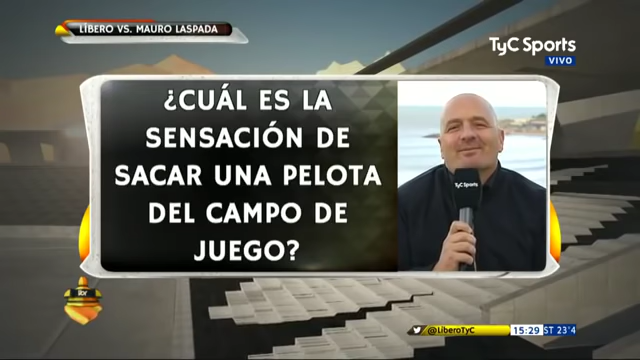 LÍBERO VS. MAURO LASPADA
TyC Sports
VIVO
¿CUÁL ES LA
SENSACIÓN DE
SACAR UNA PELOTA
DEL CAMPO DE
JUEGO?
TyC Sports
@LiberoTyC
15:29 ST 23'4